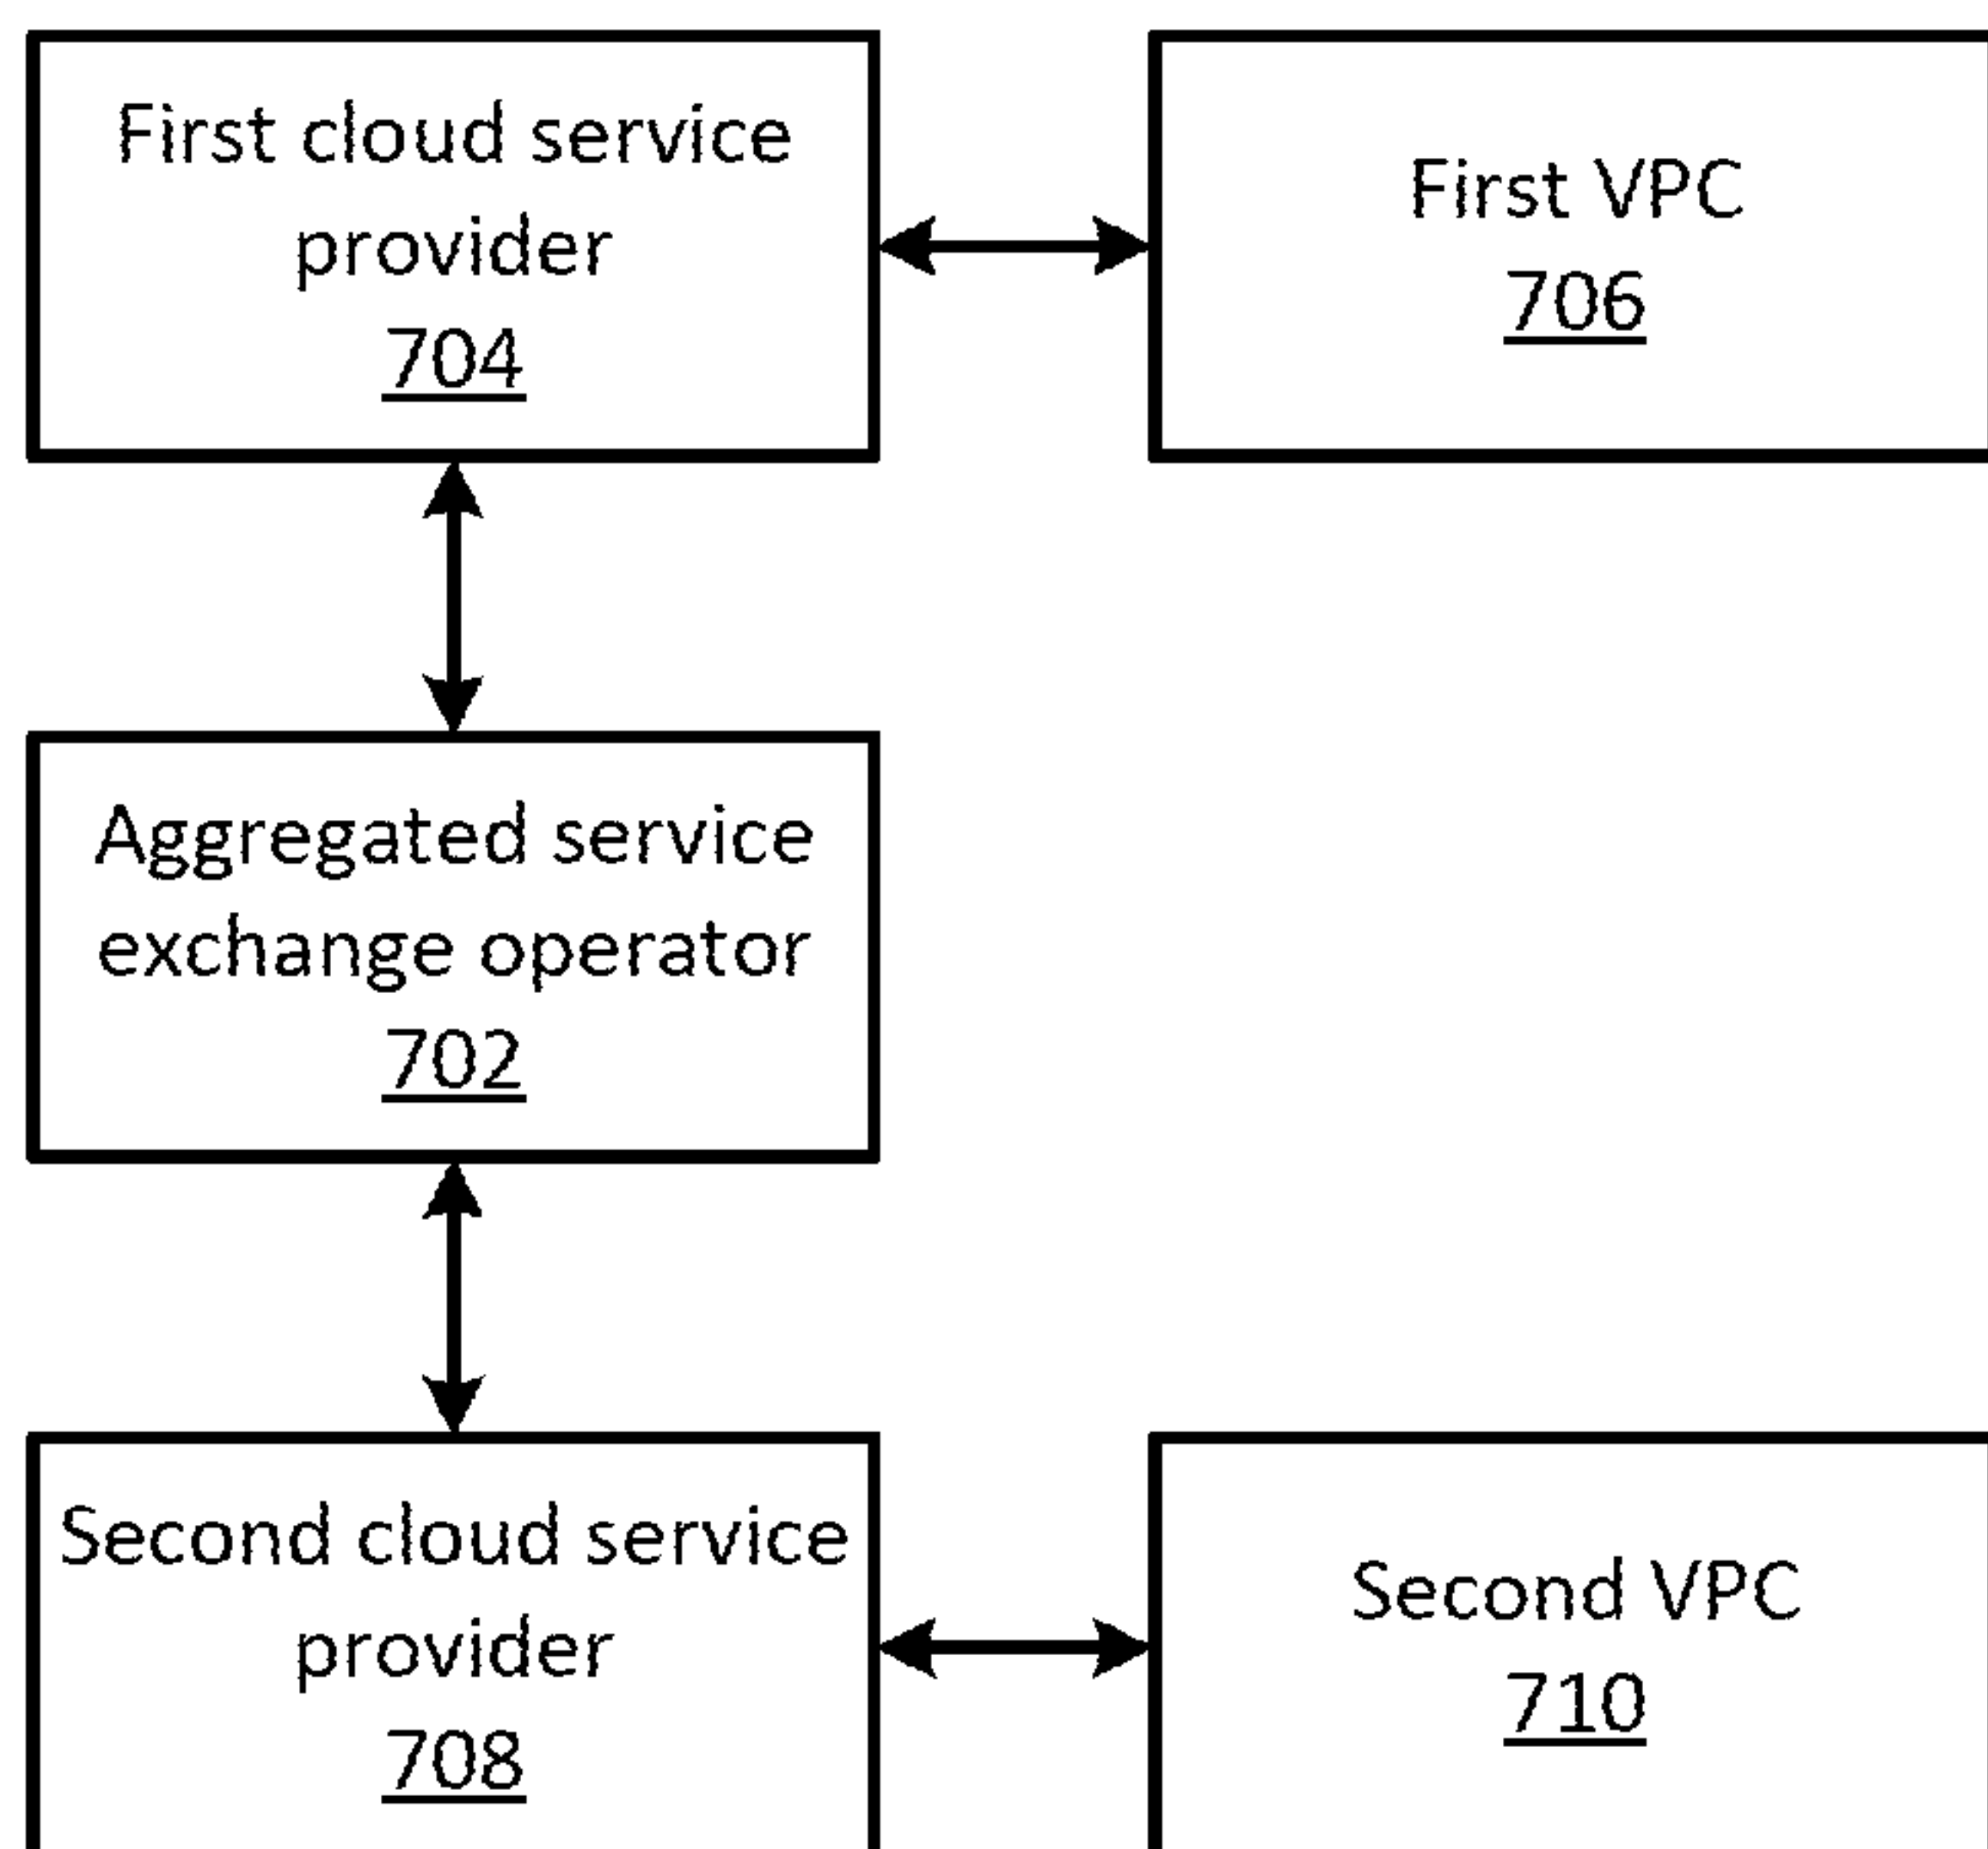 First cloud service
provider
704
First VPC
706
Aggregated service
exchange operator
702
Second cloud service
provider
708
Second VPC
710